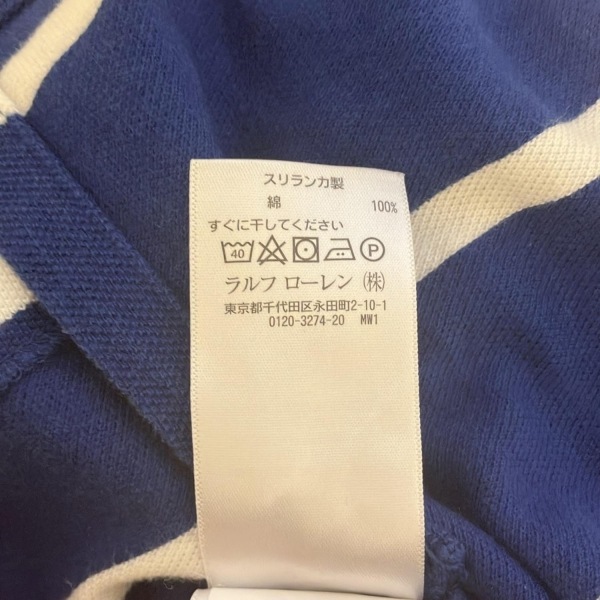 スリランカ製
綿 100%
すぐに干してください
40 P
ラルフ ローレン (株)
東京都千代田区永田町2-10-1
0120-3274-20 MW1